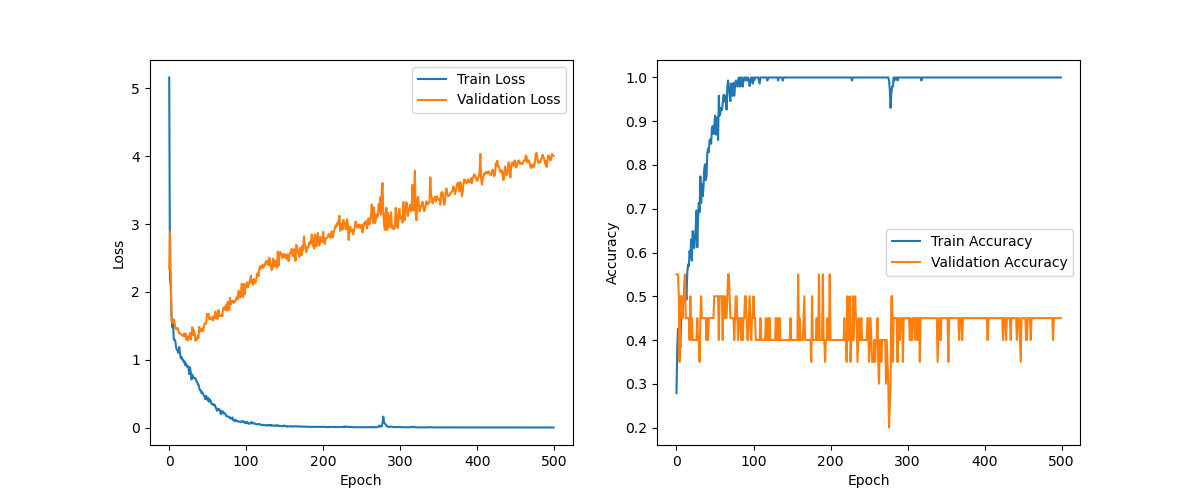 Train Loss
Validation Loss
Loss
5
4
3
2
1
0
0 100 200 300 400 500
Epoch
Train Accuracy
Validation Accuracy
Accuracy
1.0
0.9
0.8
0.7
0.6
0.5
0.4
0.3
0.2
0 100 200 300 400 500
Epoch